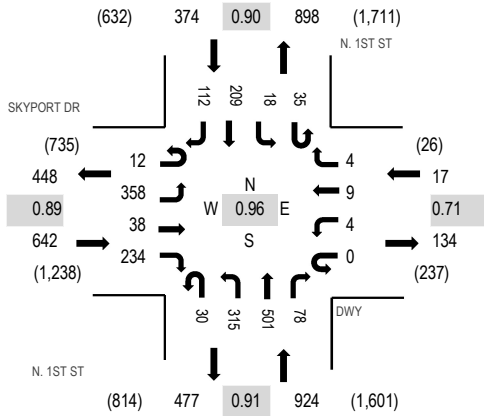 (632) 374 0.90 898 (1,711)
N. 1ST ST
112 209 18 35
SKYPORT DR
(735) (26)
12 4
448 17
358 9
N
0.89 W 0.96 E 0.71
38 4
S
642 134
234 0
(1,238) (237)
30 315 501 78
DWY
N. 1ST ST
(814) 477 0.91 924 (1,601)